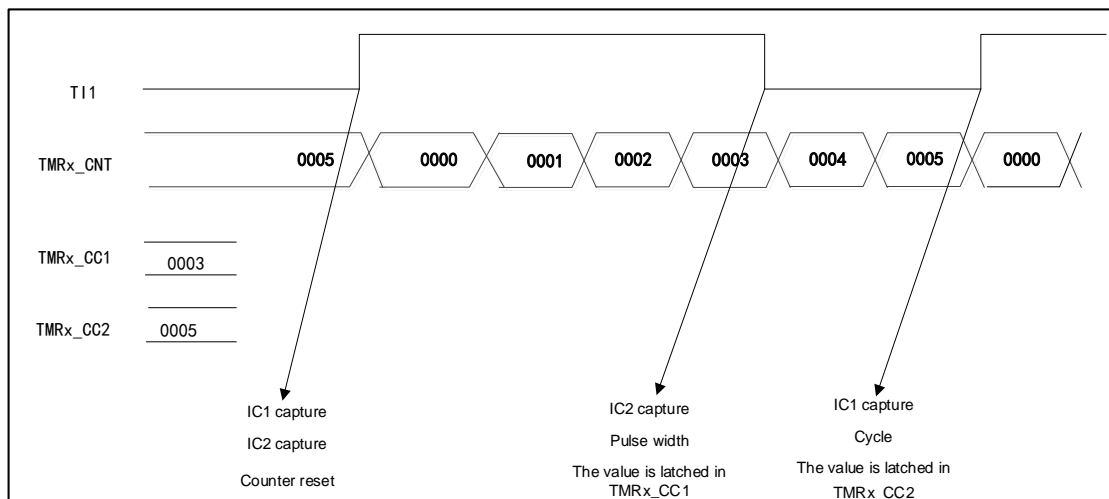 TI1
TMRx_CNT
0005 0000 0001 0002 0003 0004 0005 0000
TMRx_CC1
0003
TMRx_CC2
0005
IC1 capture
IC2 capture
Counter reset
IC2 capture
Pulse width
The value is latched in
TMRx_CC1
IC1 capture
Cycle
The value is latched in
TMRx_CC2